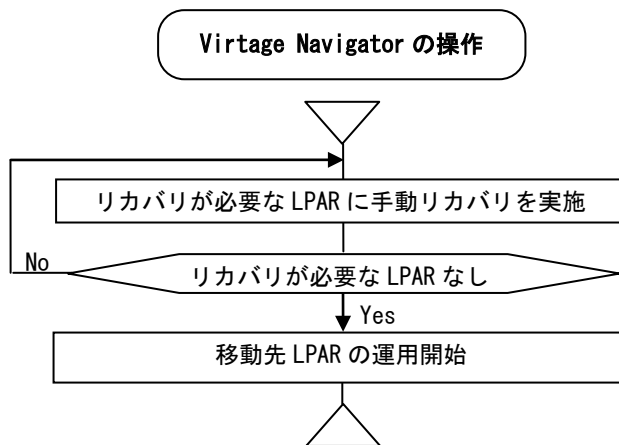 Virtage Navigator の操作
リカバリが必要な LPAR に手動リカバリを実施
No
リカバリが必要な LPAR なし
Yes
移動先 LPAR の運用開始